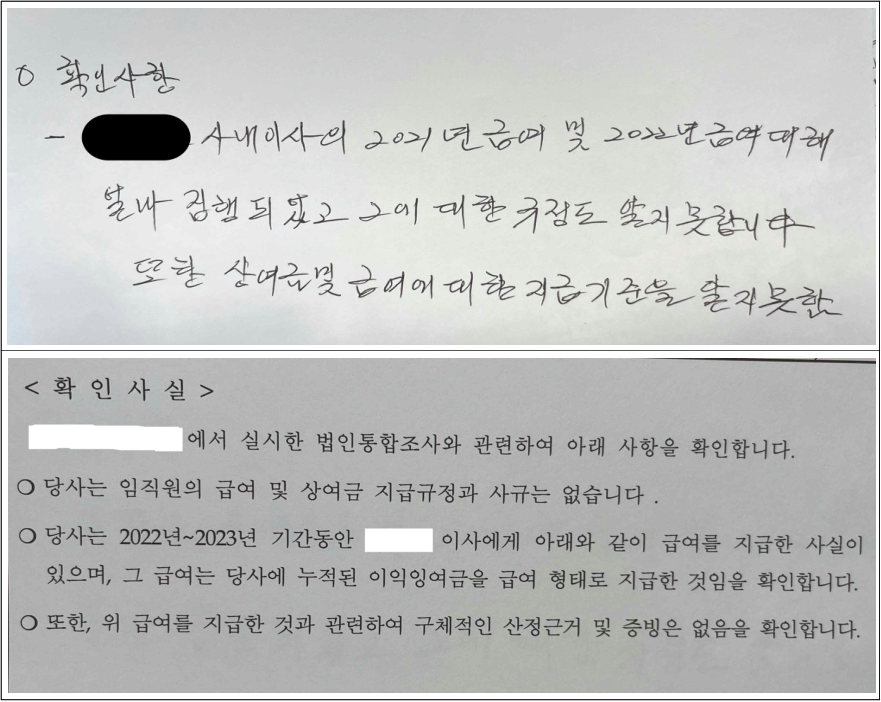 ○ 확인사항
- 사내이사의 2021년 급여 및 2022년 급여 대해
얼마 집행되었고 그에 대한 규정도 알지 못합니다
또한 상여금 및 급여에 대한 지급기준을 알지 못한
< 확 인 사 실 >
에서 실시한 법인통합조사와 관련하여 아래 사항을 확인합니다.
○ 당사는 임직원의 급여 및 상여금 지급규정과 사규는 없습니다 .
○ 당사는 2022년~2023년 기간동안 이사에게 아래와 같이 급여를 지급한 사실이
있으며, 그 급여는 당사에 누적된 이익잉여금을 급여 형태로 지급한 것임을 확인합니다.
○ 또한, 위 급여를 지급한 것과 관련하여 구체적인 산정근거 및 증빙은 없음을 확인합니다.